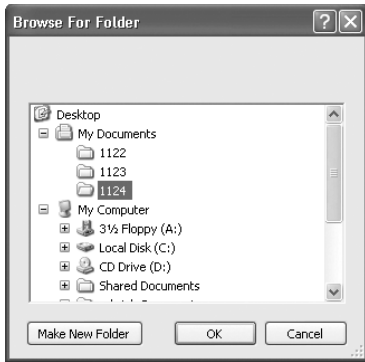 Browse For Folder
Desktop
My Documents
1122
1123
1124
My Computer
3½ Floppy (A:)
Local Disk (C:)
CD Drive (D:)
Shared Documents
Make New Folder OK Cancel